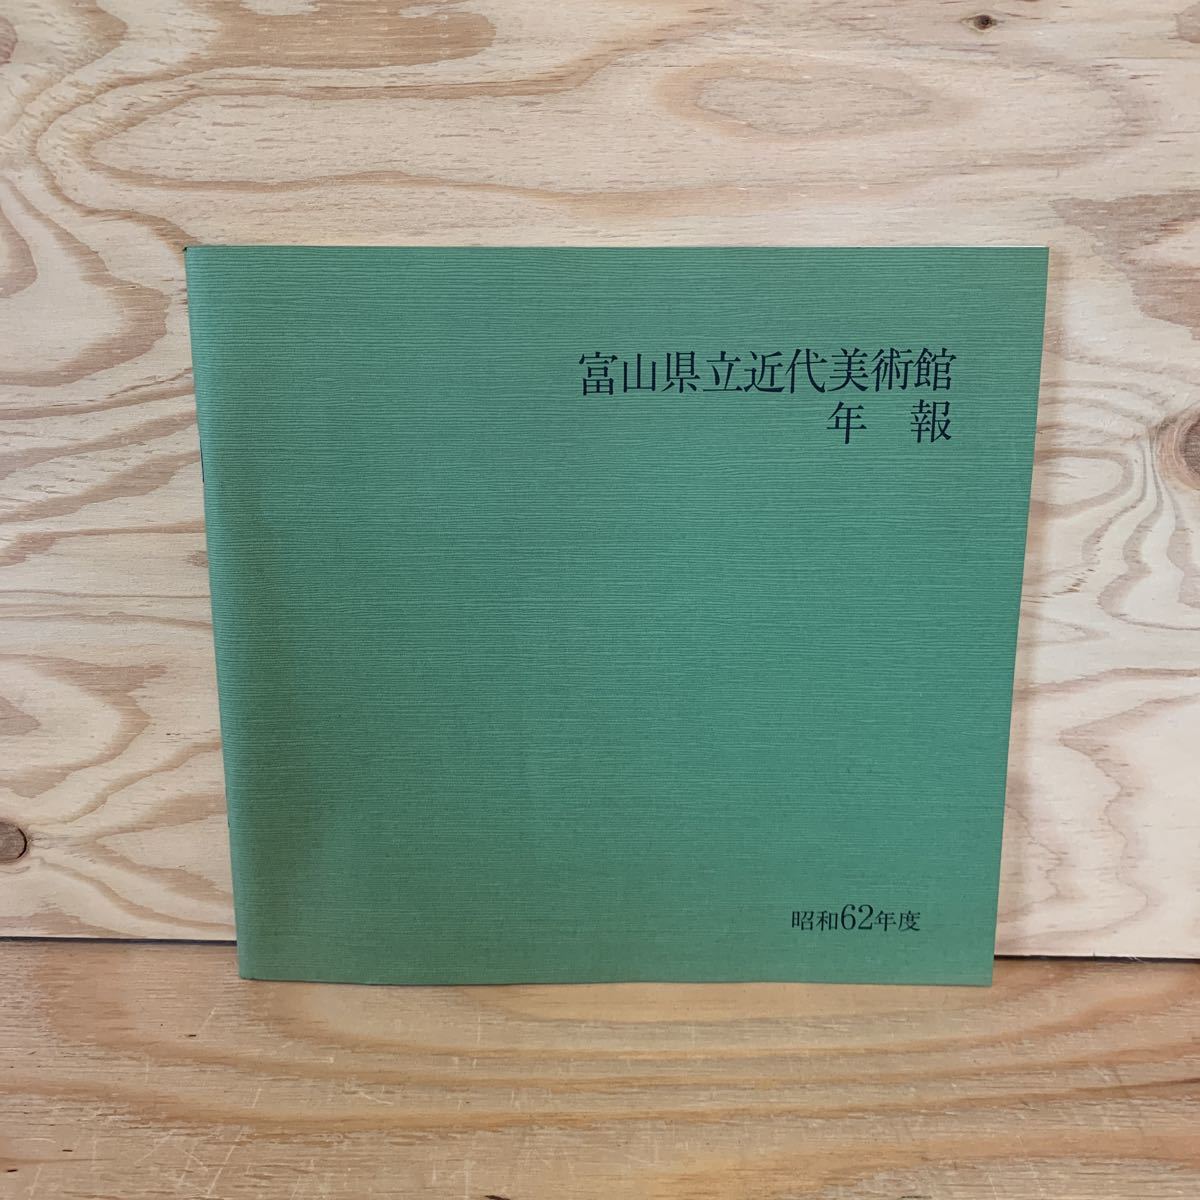 富山県立近代美術館
年 報
昭和62年度